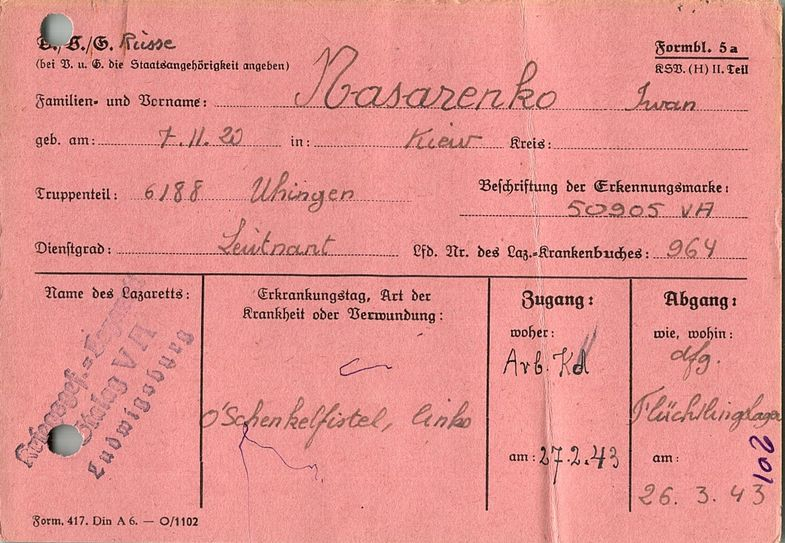 D./V./G. Russe
(bei V. u. G. die Staatsangehörigkeit angeben)
Formbl. 5a
KSV. (H) II. Teil
Familien- und Vorname: Nasarenko Iwan
geb. am: 7.11.20 in: Kiew Kreis:
Truppenteil: 6188 Uhingen
Beschriftung der Erkennungsmarke:
50905 VA
Dienstgrad: Leutnant Lfd. Nr. des Laz.-Krankenbuches: 964
Name des Lazaretts:
Kriegsgef.-Lazarett
Stalag V A
Ludwigsburg
Erkrankungstag, Art der
Krankheit oder Verwundung:
O'Schenkelfistel, links
Zugang:
woher:
Arb. Kd
am: 27.2.43
Abgang:
wie, wohin:
dfg.
Flüchtlingslager
am:
26. 3. 43
Form. 417. Din A 6. — O/1102